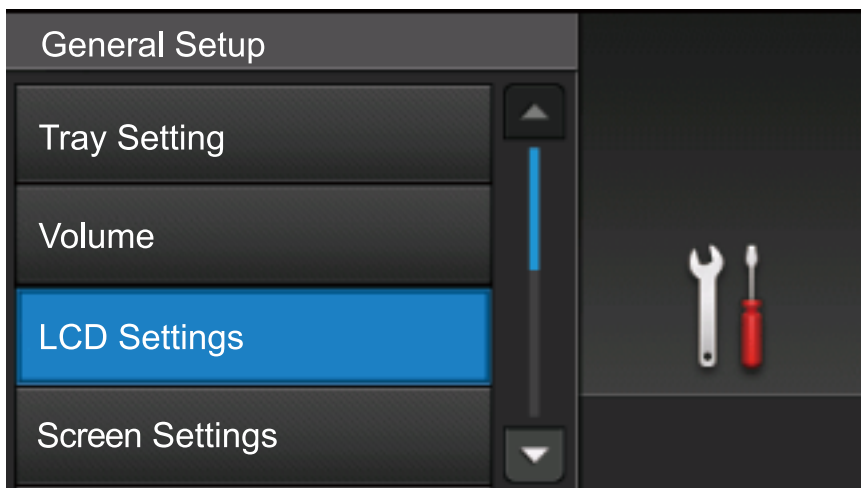 General Setup
Tray Setting
Volume
LCD Settings
Screen Settings